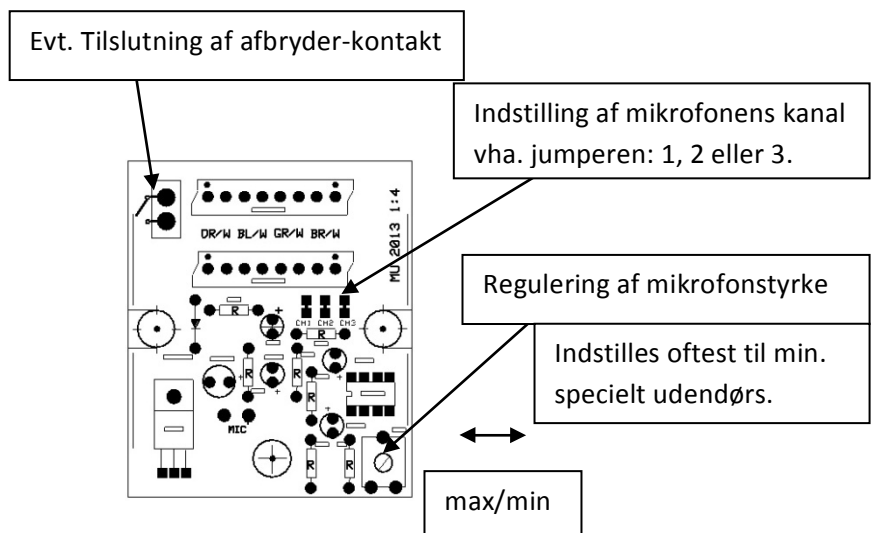 Evt. Tilslutning af afbryder-kontakt
Indstilling af mikrofonens kanal
vha. jumperen: 1, 2 eller 3.
OR/W BL/W GR/W BR/W
MU 2013 1:4
Regulering af mikrofonstyrke
Indstilles oftest til min.
specielt udendørs.
R
+
CH1 CH2 CH3
R
R
R
+
+
R
+
MIC
R
R
max/min